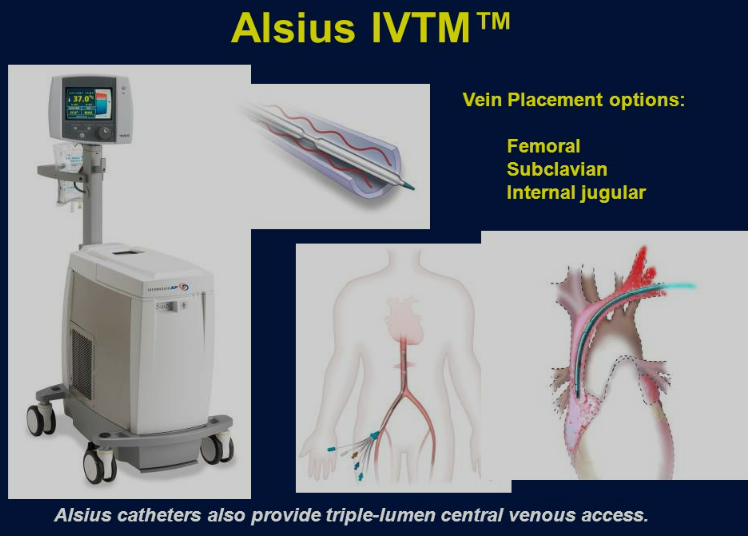 Alsius IVTM™
37.0
Vein Placement options:
Femoral
Subclavian
Internal jugular
Alsius catheters also provide triple-lumen central venous access.